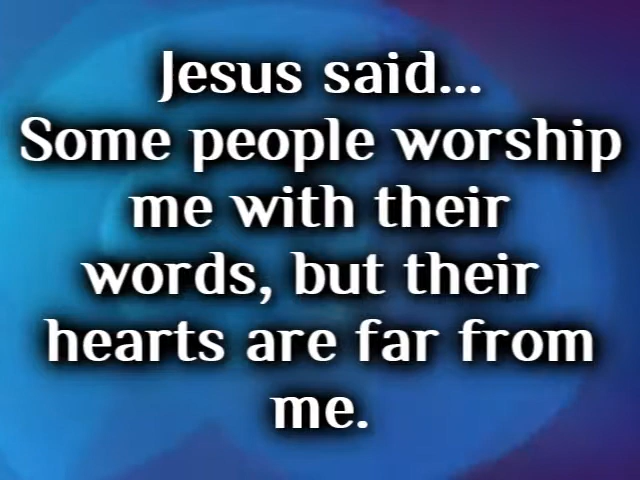 Jesus said...
Some people worship
me with their
words, but their
hearts are far from
me.